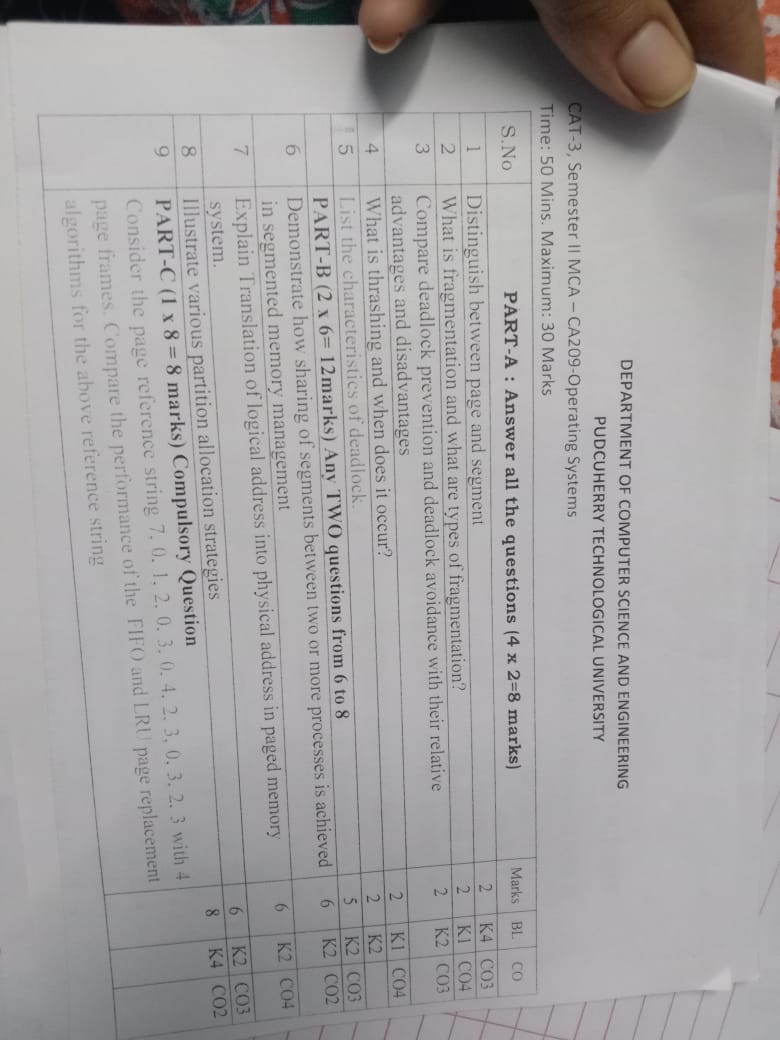 DEPARTMENT OF COMPUTER SCIENCE AND ENGINEERING
PUDCUHERRY TECHNOLOGICAL UNIVERSITY
CAT-3, Semester II MCA – CA209-Operating Systems
Time: 50 Mins. Maximum: 30 Marks
S.No PART-A : Answer all the questions (4 x 2=8 marks) Marks BL CO
1 Distinguish between page and segment 2 K4 CO3
2 What is fragmentation and what are types of fragmentation? 2 K1 CO4
3 Compare deadlock prevention and deadlock avoidance with their relative 2 K2 CO3
advantages and disadvantages
4 What is thrashing and when does it occur? 2 K1 CO4
5 List the characteristics of deadlock. 2 K2
PART-B (2 x 6= 12marks) Any TWO questions from 6 to 8 5 K2 CO3
6 Demonstrate how sharing of segments between two or more processes is achieved 6 K2 CO2
in segmented memory management
7 Explain Translation of logical address into physical address in paged memory 6 K2 CO4
system.
8 Illustrate various partition allocation strategies 6 K2 CO3
9 PART-C (1 x 8 = 8 marks) Compulsory Question 8 K4 CO2
Consider the page reference string 7. 0. 1. 2. 0. 3. 0. 4. 2. 3, 0. 3. 2. 3 with 4
page frames. Compare the performance of the FIFO and LRU page replacement
algorithms for the above reference string